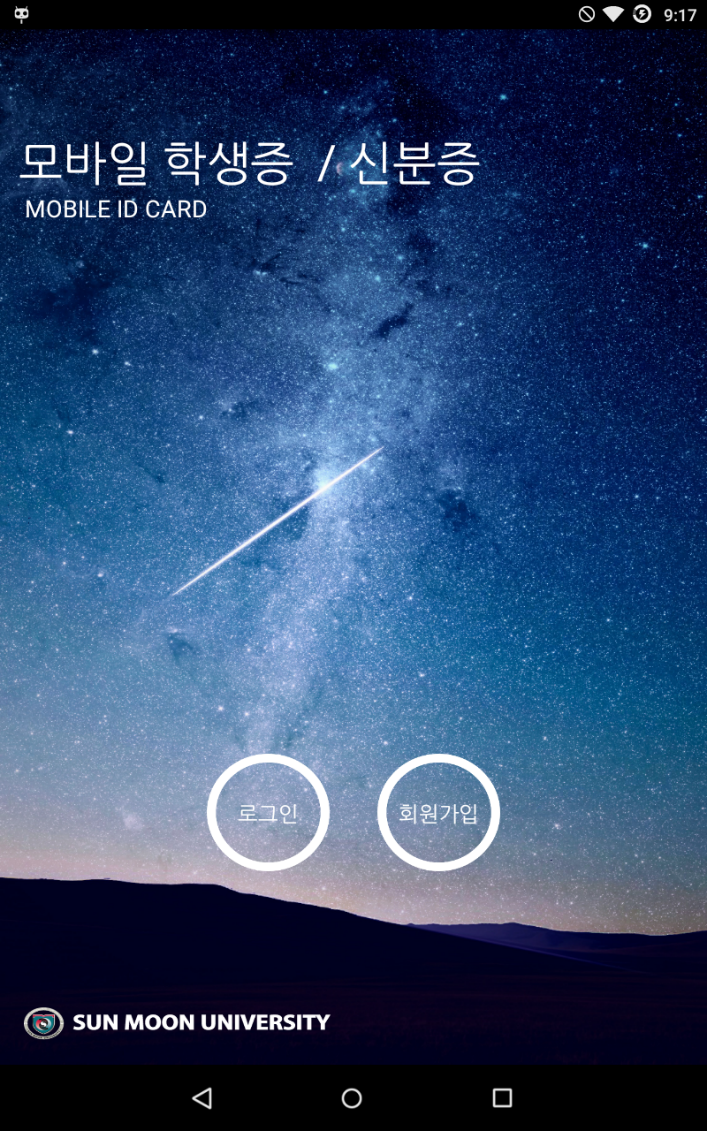 9:17
모바일 학생증 / 신분증
MOBILE ID CARD
로그인
회원가입
SUN MOON UNIVERSITY